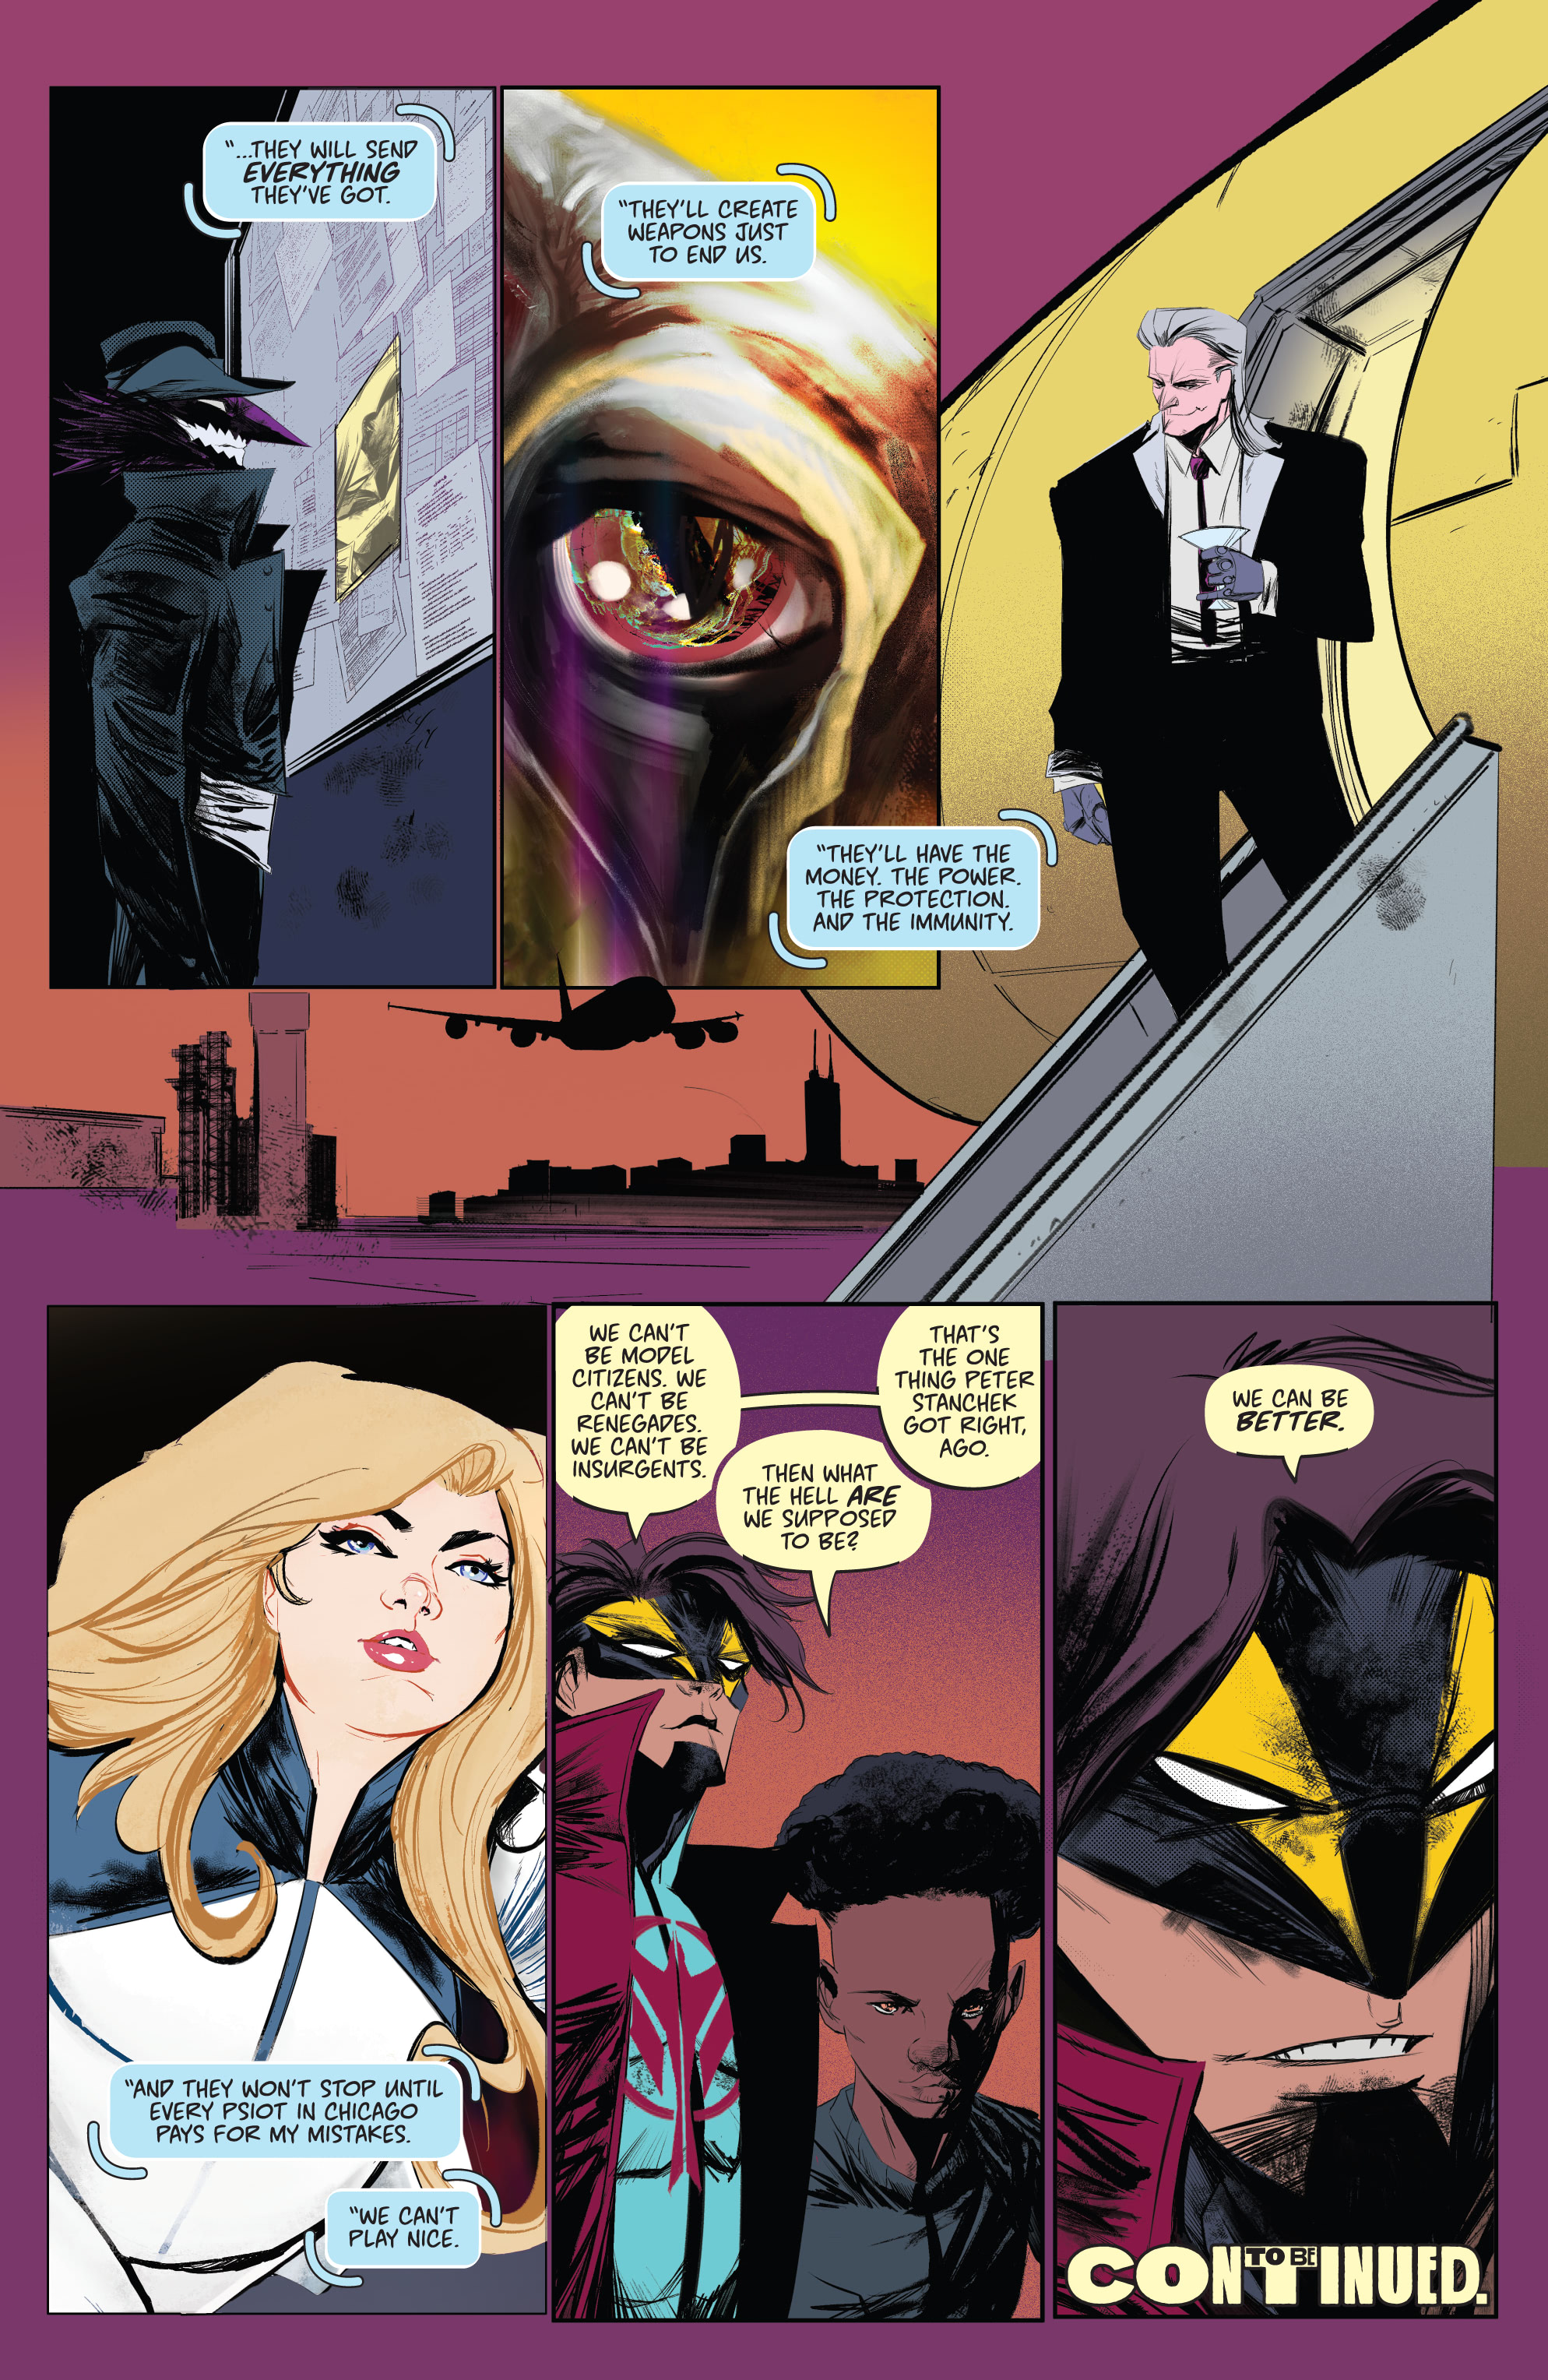 "...THEY WILL SEND
EVERYTHING
THEY'VE GOT.
"THEY'LL CREATE
WEAPONS JUST
TO END US.
"THEY'LL HAVE THE
MONEY. THE POWER.
THE PROTECTION.
AND THE IMMUNITY.
"AND THEY WON'T STOP UNTIL
EVERY PSIOT IN CHICAGO
PAYS FOR MY MISTAKES.
"WE CAN'T
PLAY NICE.
WE CAN'T
BE MODEL
CITIZENS. WE
CAN'T BE
RENEGADES.
WE CAN'T BE
INSURGENTS.
THAT'S
THE ONE
THING PETER
STANCHEK
GOT RIGHT,
AGO.
THEN WHAT
THE HELL ARE
WE SUPPOSED
TO BE?
WE CAN BE
BETTER.
TO BE
CONTINUED.